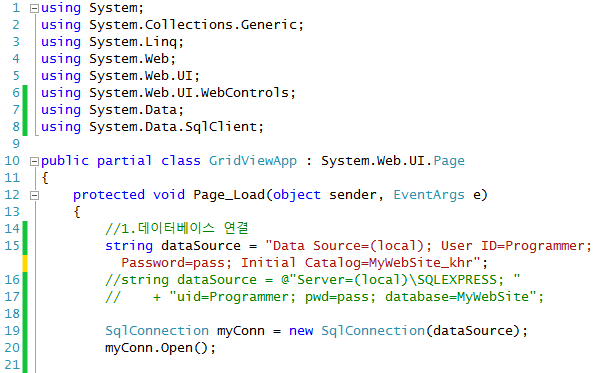 1 using System;
2 using System.Collections.Generic;
3 using System.Linq;
4 using System.Web;
5 using System.Web.UI;
6 using System.Web.UI.WebControls;
7 using System.Data;
8 using System.Data.SqlClient;
9
10 public partial class GridViewApp : System.Web.UI.Page
11 {
12     protected void Page_Load(object sender, EventArgs e)
13     {
14         //1.데이터베이스 연결
15         string dataSource = "Data Source=(local); User ID=Programmer;
           Password=pass; Initial Catalog=MyWebSite_khr";
16         //string dataSource = @"Server=(local)\SQLEXPRESS; "
17         //    + "uid=Programmer; pwd=pass; database=MyWebSite";
18
19         SqlConnection myConn = new SqlConnection(dataSource);
20         myConn.Open();
21